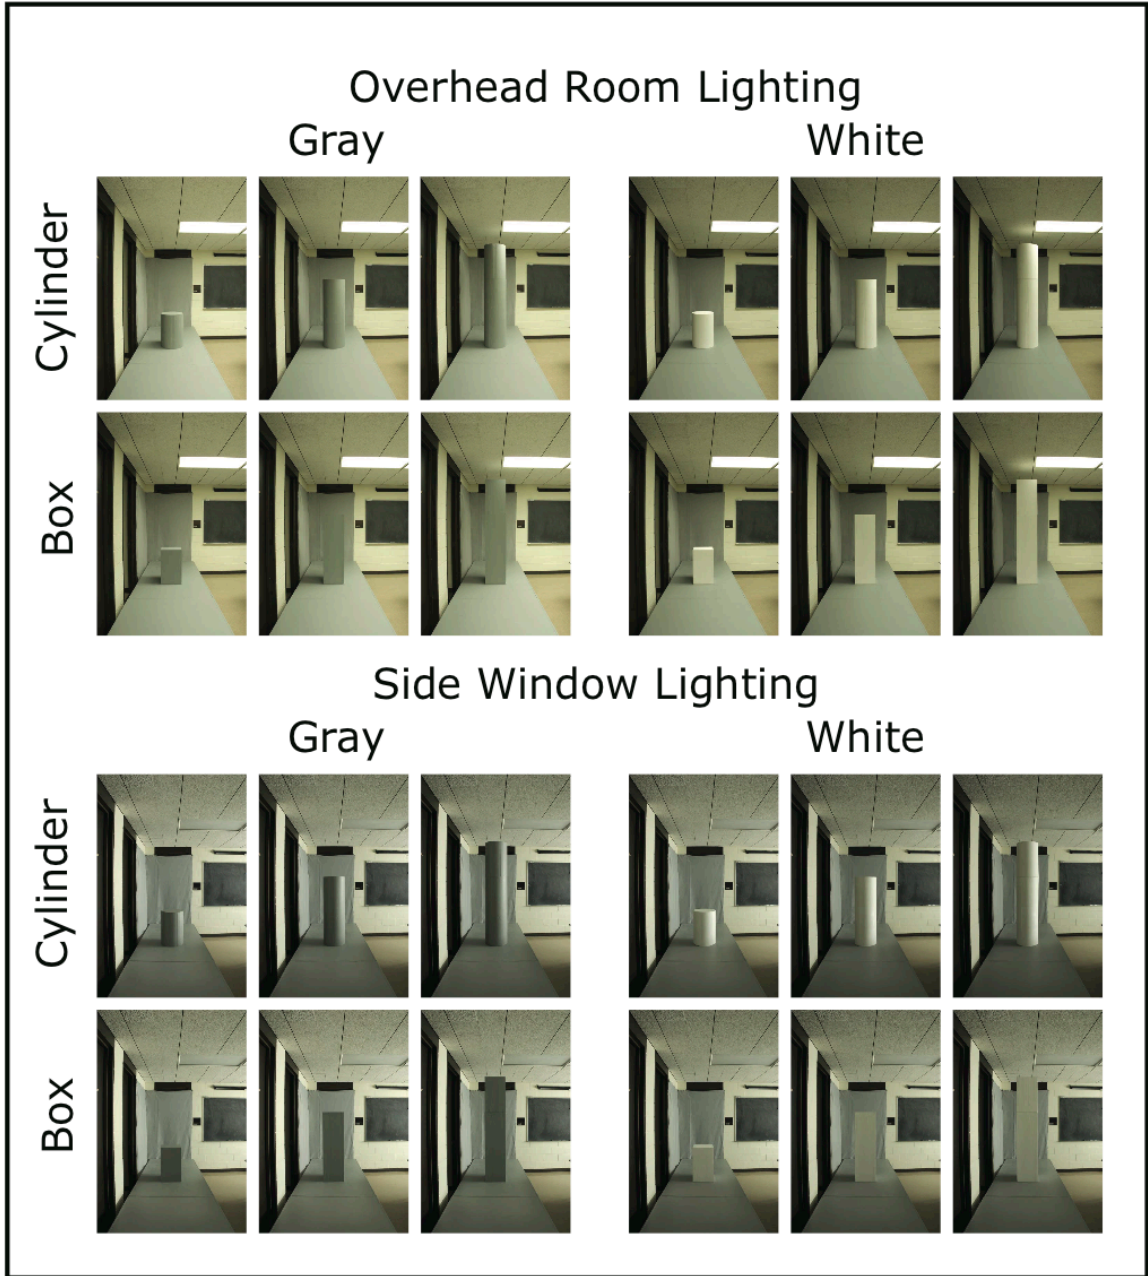 Overhead Room Lighting
Gray White
Cylinder
Box
Side Window Lighting
Gray White
Cylinder
Box